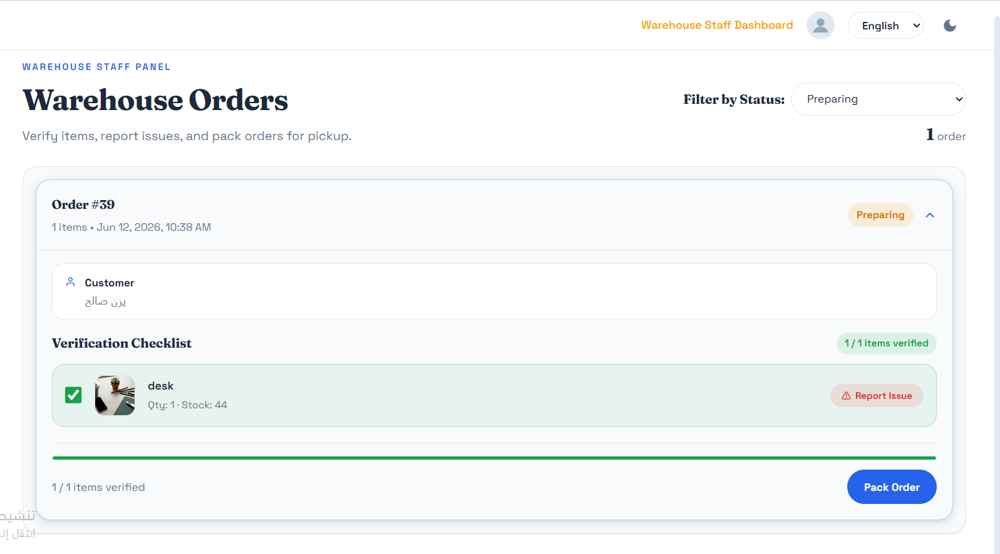 Warehouse Staff Dashboard
English
WAREHOUSE STAFF PANEL
Warehouse Orders
Filter by Status:
Preparing
Verify items, report issues, and pack orders for pickup.
1 order
Order #39
1 items • Jun 12, 2026, 10:38 AM
Preparing
Customer
يزن صالح
Verification Checklist
1 / 1 items verified
desk
Qty: 1 · Stock: 44
Report Issue
1 / 1 items verified
Pack Order
انتقل